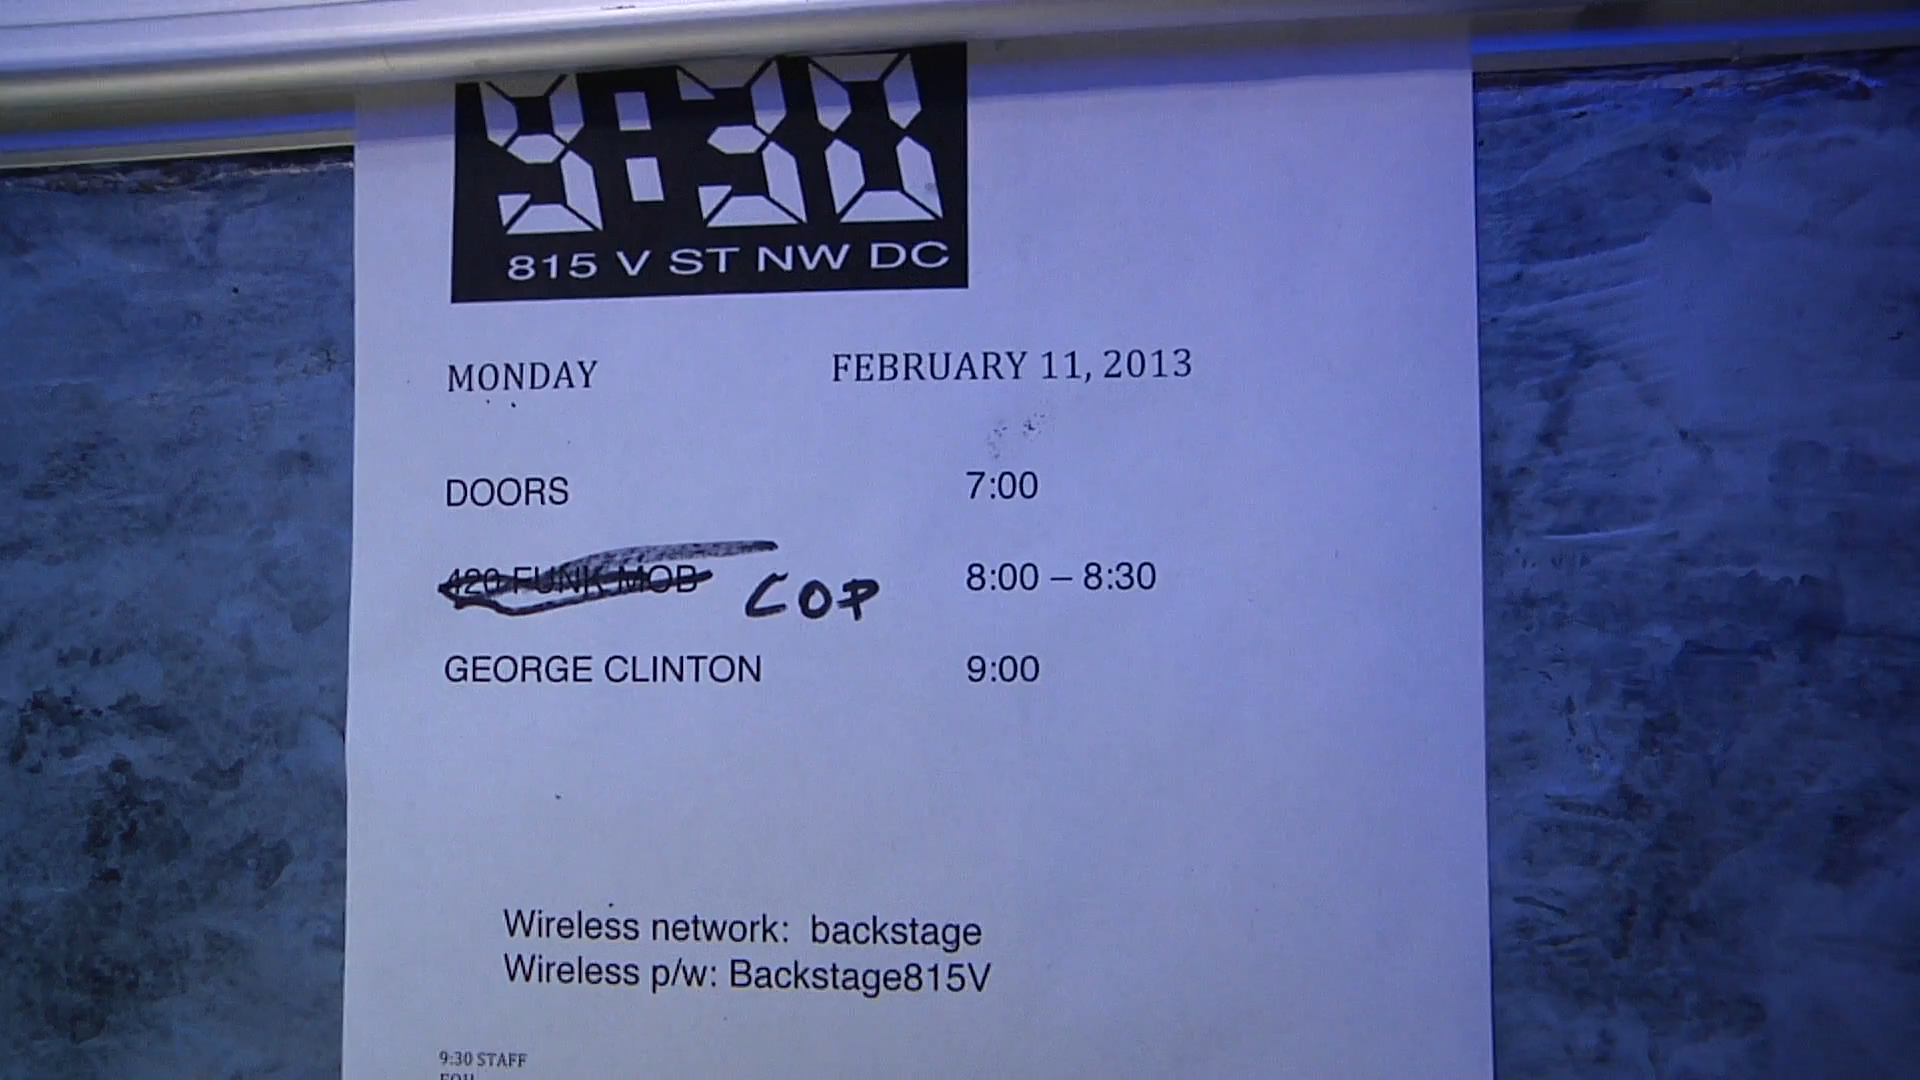 9:30
815 V ST NW DC
MONDAY FEBRUARY 11, 2013
DOORS 7:00
420 FUNK MOB COP 8:00 – 8:30
GEORGE CLINTON 9:00
Wireless network: backstage
Wireless p/w: Backstage815V
9:30 STAFF
FOH